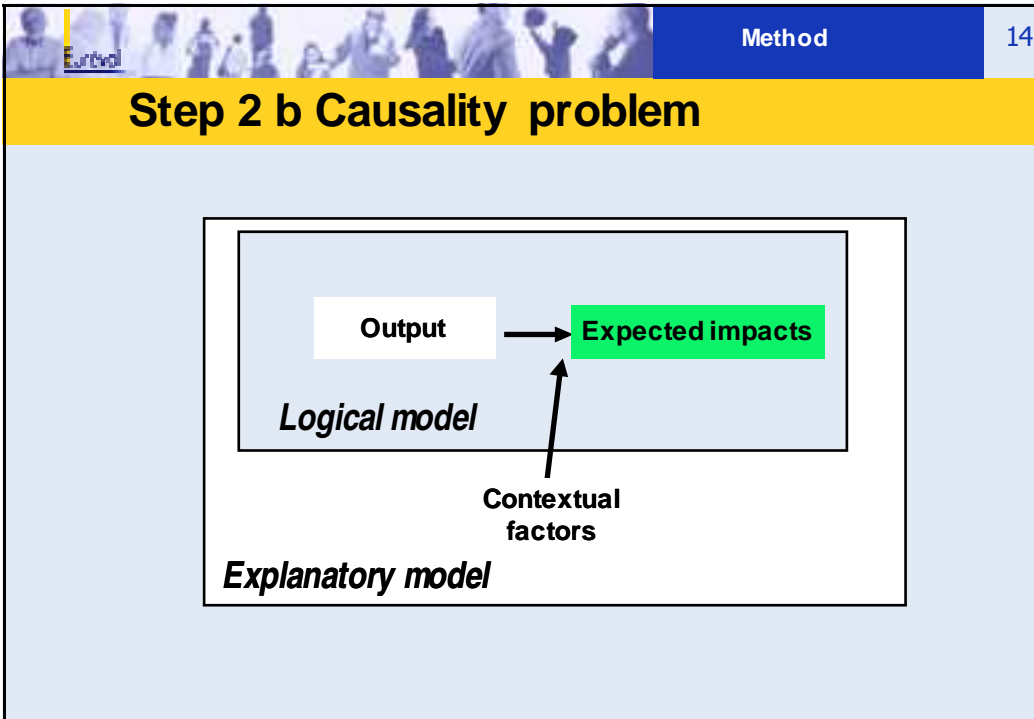 Method
14
Step 2 b Causality problem
Output
Expected impacts
Logical model
Contextual
factors
Explanatory model